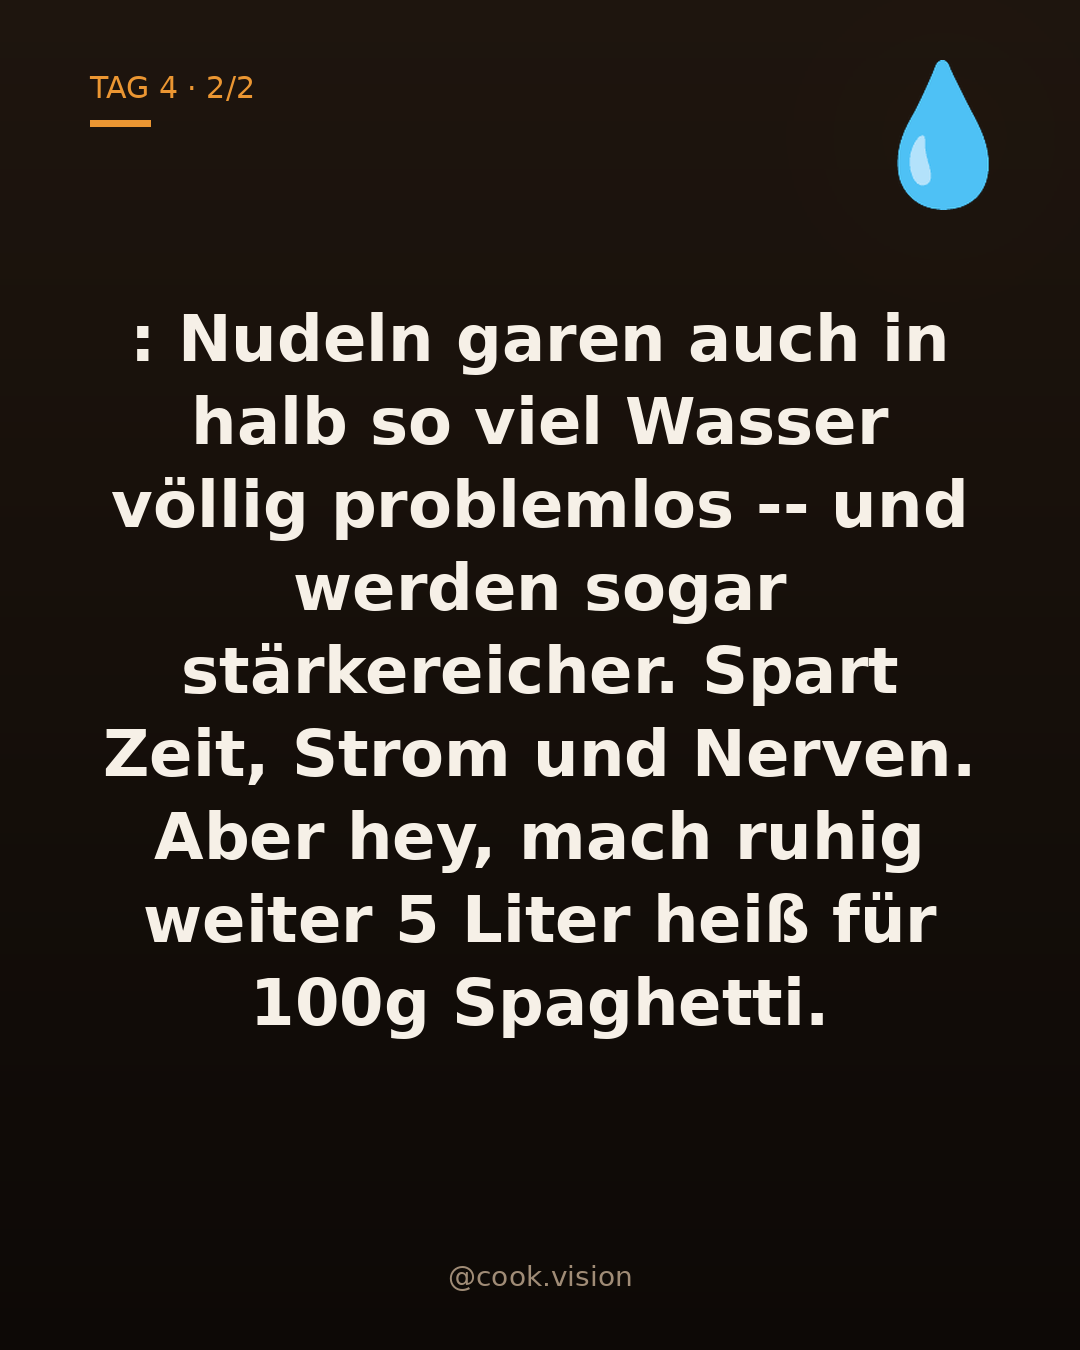 TAG 4 · 2/2
: Nudeln garen auch in
halb so viel Wasser
völlig problemlos -- und
werden sogar
stärkereicher. Spart
Zeit, Strom und Nerven.
Aber hey, mach ruhig
weiter 5 Liter heiß für
100g Spaghetti.
@cook.vision